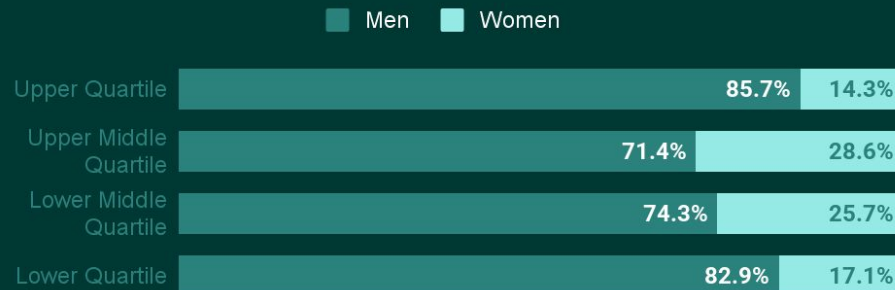 Men Women
Upper Quartile 85.7% 14.3%
Upper Middle
Quartile 71.4% 28.6%
Lower Middle
Quartile 74.3% 25.7%
Lower Quartile 82.9% 17.1%